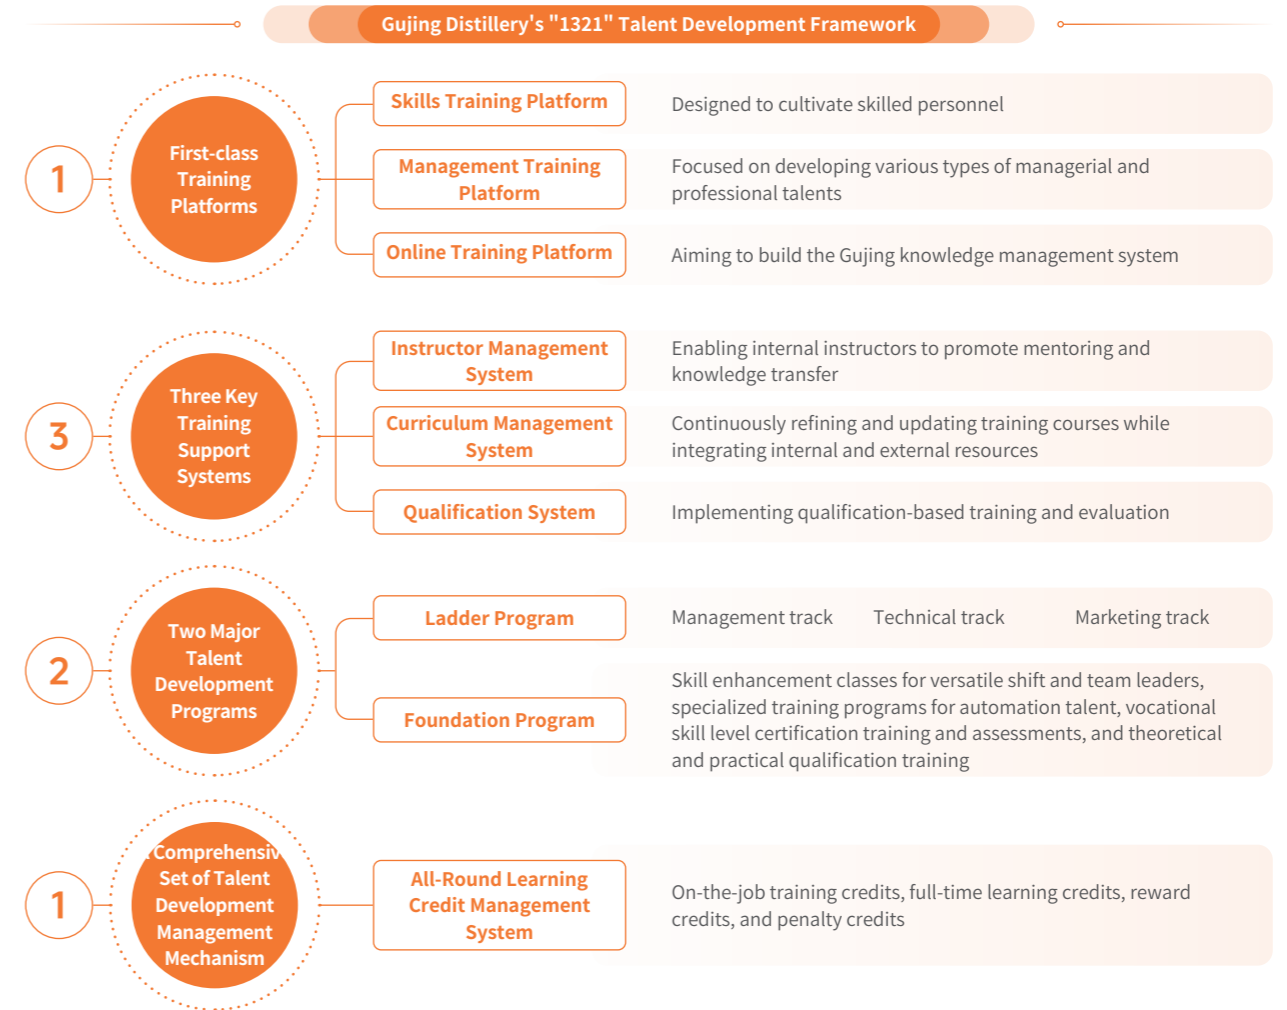 Gujing Distillery's "1321" Talent Development Framework
1
First-class
Training
Platforms
Skills Training Platform
Designed to cultivate skilled personnel
Management Training
Platform
Focused on developing various types of managerial and
professional talents
Online Training Platform
Aiming to build the Gujing knowledge management system
3
Three Key
Training
Support
Systems
Instructor Management
System
Enabling internal instructors to promote mentoring and
knowledge transfer
Curriculum Management
System
Continuously refining and updating training courses while
integrating internal and external resources
Qualification System
Implementing qualification-based training and evaluation
2
Two Major
Talent
Development
Programs
Ladder Program
Management track Technical track Marketing track
Foundation Program
Skill enhancement classes for versatile shift and team leaders,
specialized training programs for automation talent, vocational
skill level certification training and assessments, and theoretical
and practical qualification training
1
Comprehensiv
Set of Talent
Development
Management
Mechanism
All-Round Learning
Credit Management
System
On-the-job training credits, full-time learning credits, reward
credits, and penalty credits